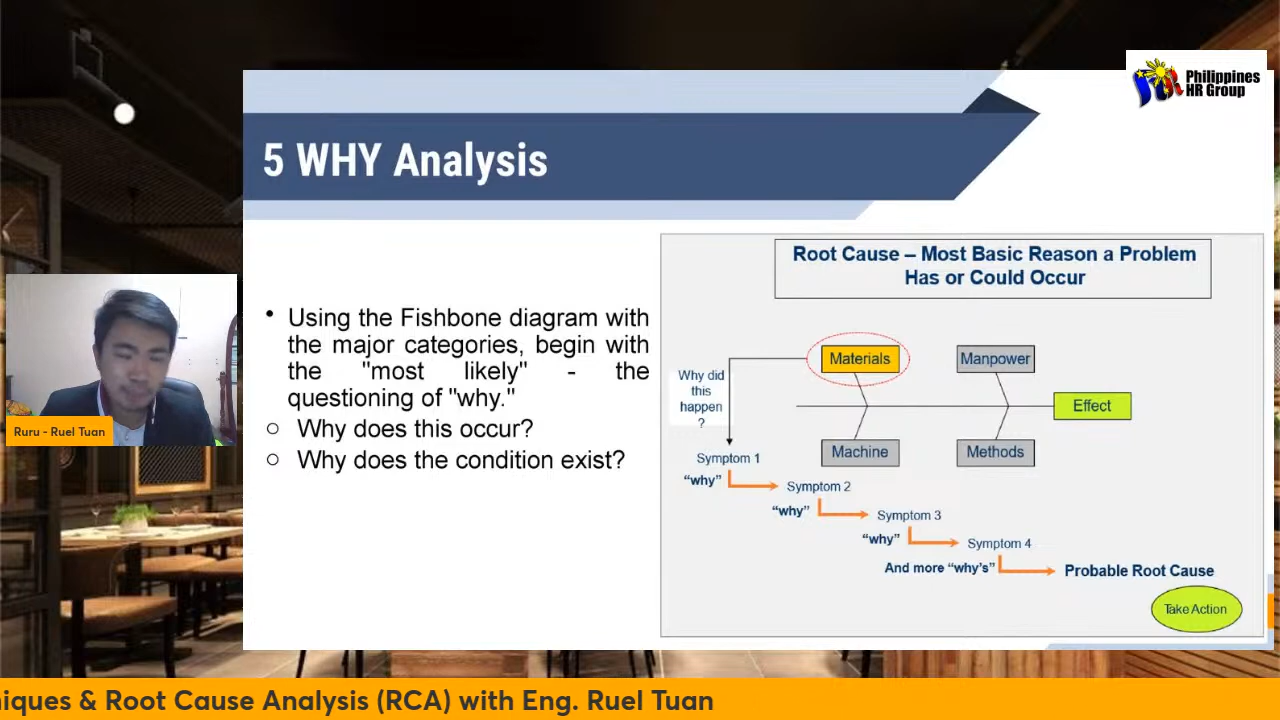 Philippines
HR Group
5 WHY Analysis
Root Cause – Most Basic Reason a Problem
Has or Could Occur
• Using the Fishbone diagram with
the major categories, begin with
the "most likely" - the
questioning of "why."
○ Why does this occur?
○ Why does the condition exist?
Materials
Manpower
Why did
this
happen
?
Effect
Machine
Methods
Symptom 1
“why”
Symptom 2
“why”
Symptom 3
“why”
Symptom 4
And more “why’s”
Probable Root Cause
Take Action
Ruru - Ruel Tuan
niques & Root Cause Analysis (RCA) with Eng. Ruel Tuan